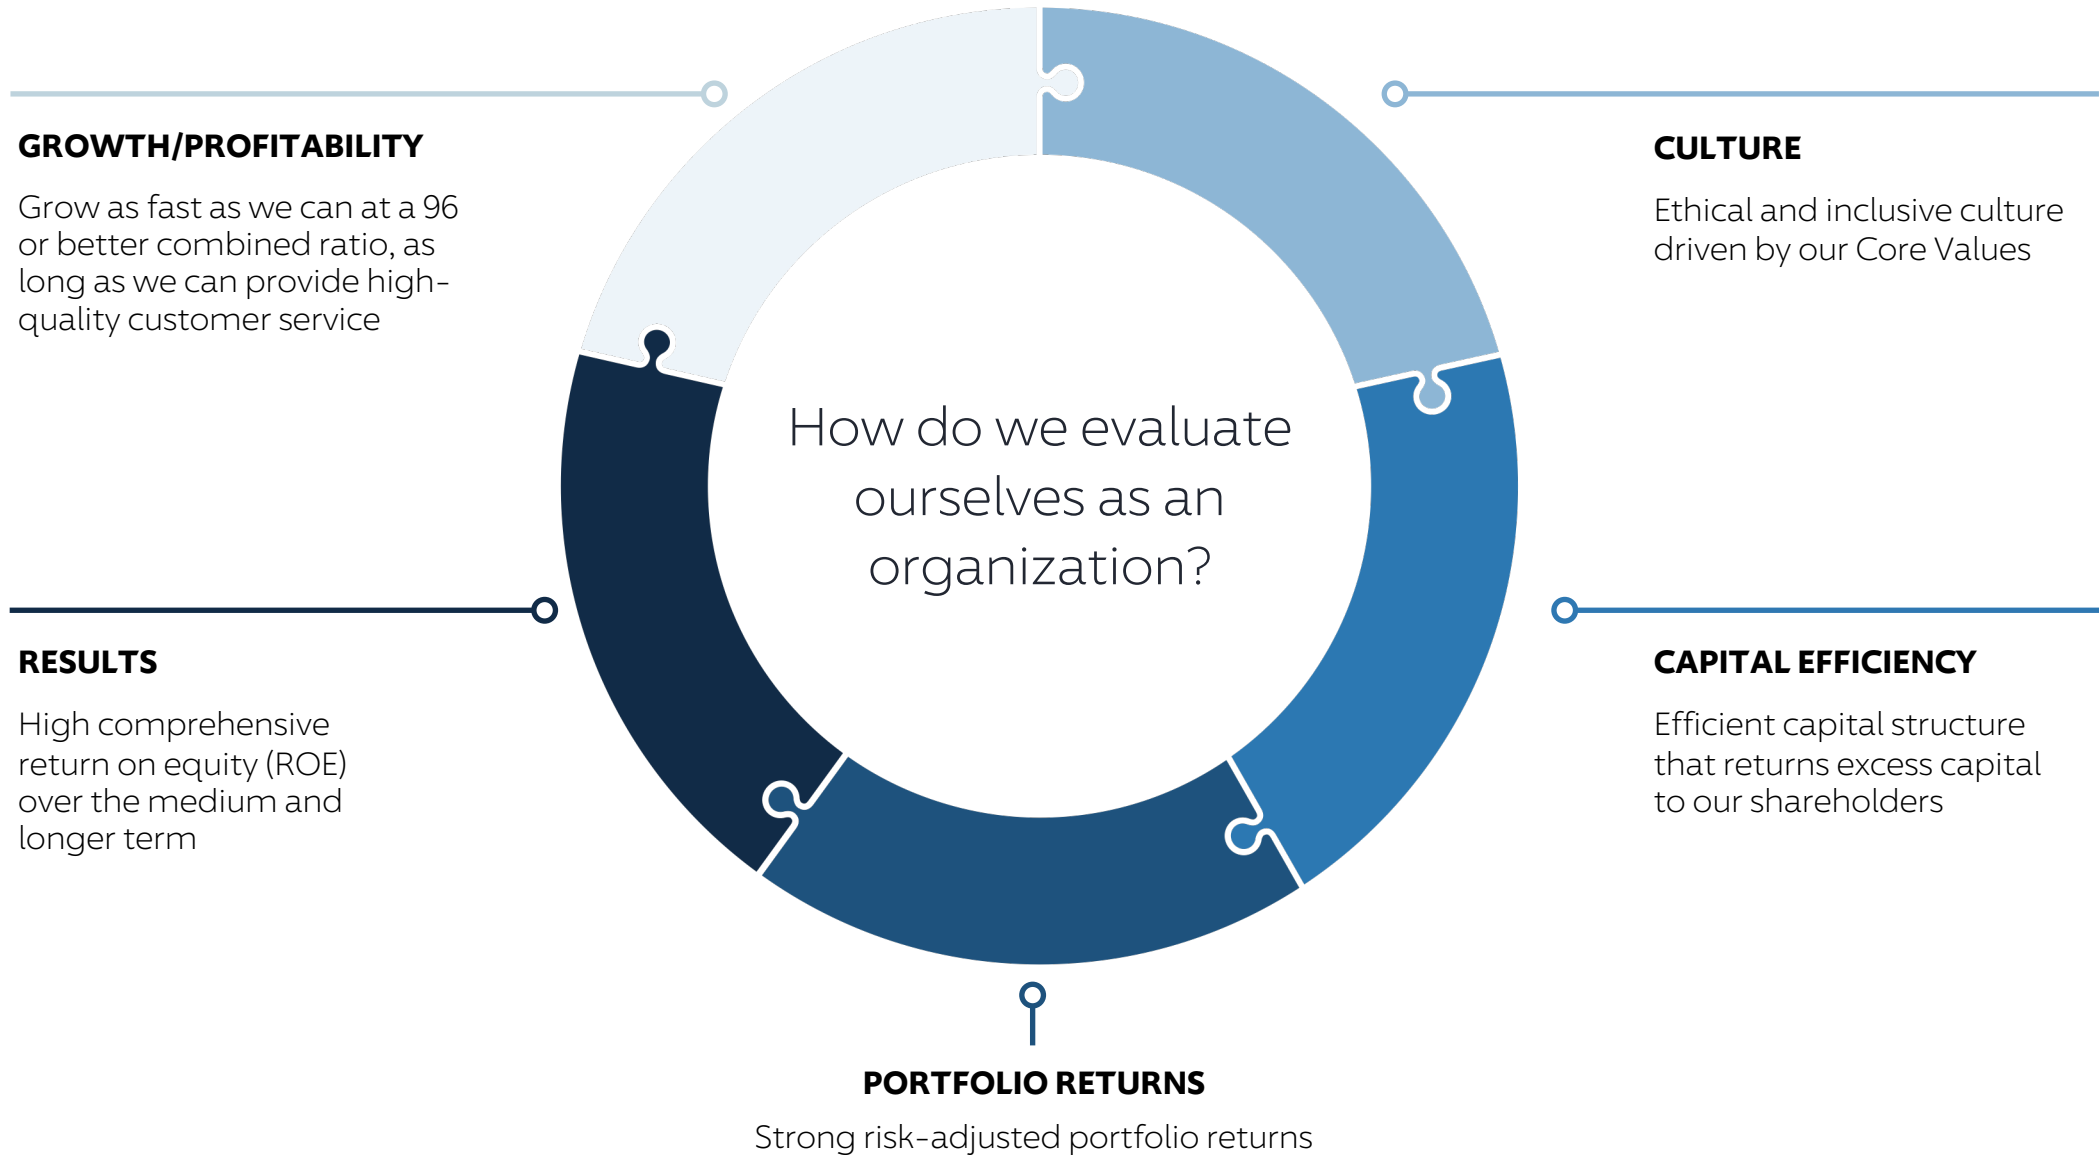 GROWTH/PROFITABILITY
Grow as fast as we can at a 96
or better combined ratio, as
long as we can provide high-
quality customer service
CULTURE
Ethical and inclusive culture
driven by our Core Values
How do we evaluate
ourselves as an
organization?
RESULTS
High comprehensive
return on equity (ROE)
over the medium and
longer term
CAPITAL EFFICIENCY
Efficient capital structure
that returns excess capital
to our shareholders
PORTFOLIO RETURNS
Strong risk-adjusted portfolio returns